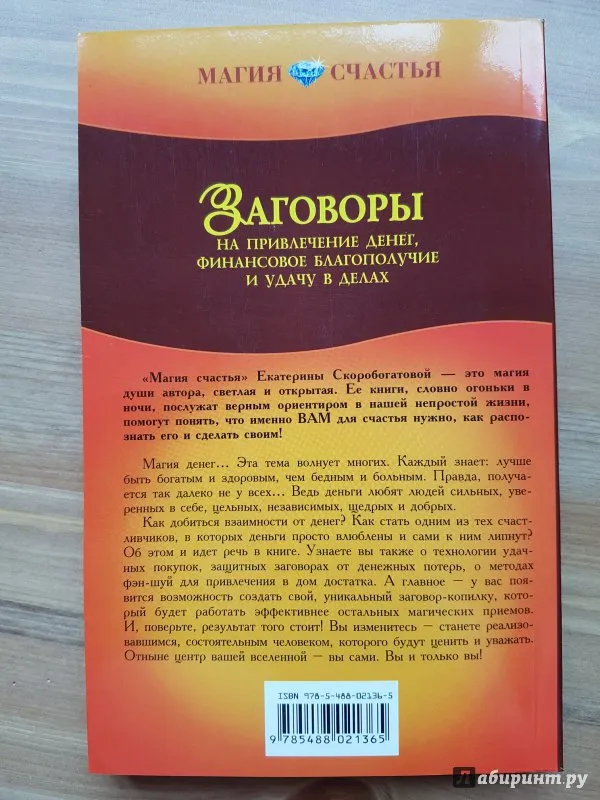 МАГИЯ СЧАСТЬЯ
ЗАГОВОРЫ
НА ПРИВЛЕЧЕНИЕ ДЕНЕГ,
ФИНАНСОВОЕ БЛАГОПОЛУЧИЕ
И УДАЧУ В ДЕЛАХ
«Магия счастья» Екатерины Скоробогатовой — это магия
души автора, светлая и открытая. Ее книги, словно огоньки в
ночи, послужат верным ориентиром в нашей непростой жизни,
помогут понять, что именно ВАМ для счастья нужно, как распо-
знать его и сделать своим!
Магия денег... Эта тема волнует многих. Каждый знает: лучше
быть богатым и здоровым, чем бедным и больным. Правда, получа-
ется так далеко не у всех... Ведь деньги любят людей сильных, уве-
ренных в себе, цельных, независимых, щедрых и добрых.
Как добиться взаимности от денег? Как стать одним из тех счаст-
ливчиков, в которых деньги просто влюблены и сами к ним липнут?
Об этом и идет речь в книге. Узнаете вы также о технологии удач-
ных покупок, защитных заговорах от денежных потерь, о методах
фэн-шуй для привлечения в дом достатка. А главное — у вас поя-
вится возможность создать свой, уникальный заговор-копилку, кото-
рый будет работать эффективнее остальных магических приемов.
И, поверьте, результат того стоит! Вы изменитесь — станете реализо-
вавшимся, состоятельным человеком, которого будут ценить и уважать.
Отныне центр вашей вселенной — вы сами. Вы и только вы!
ISBN 978-5-488-02136-5
9 785488 021365
Лабиринт.ру